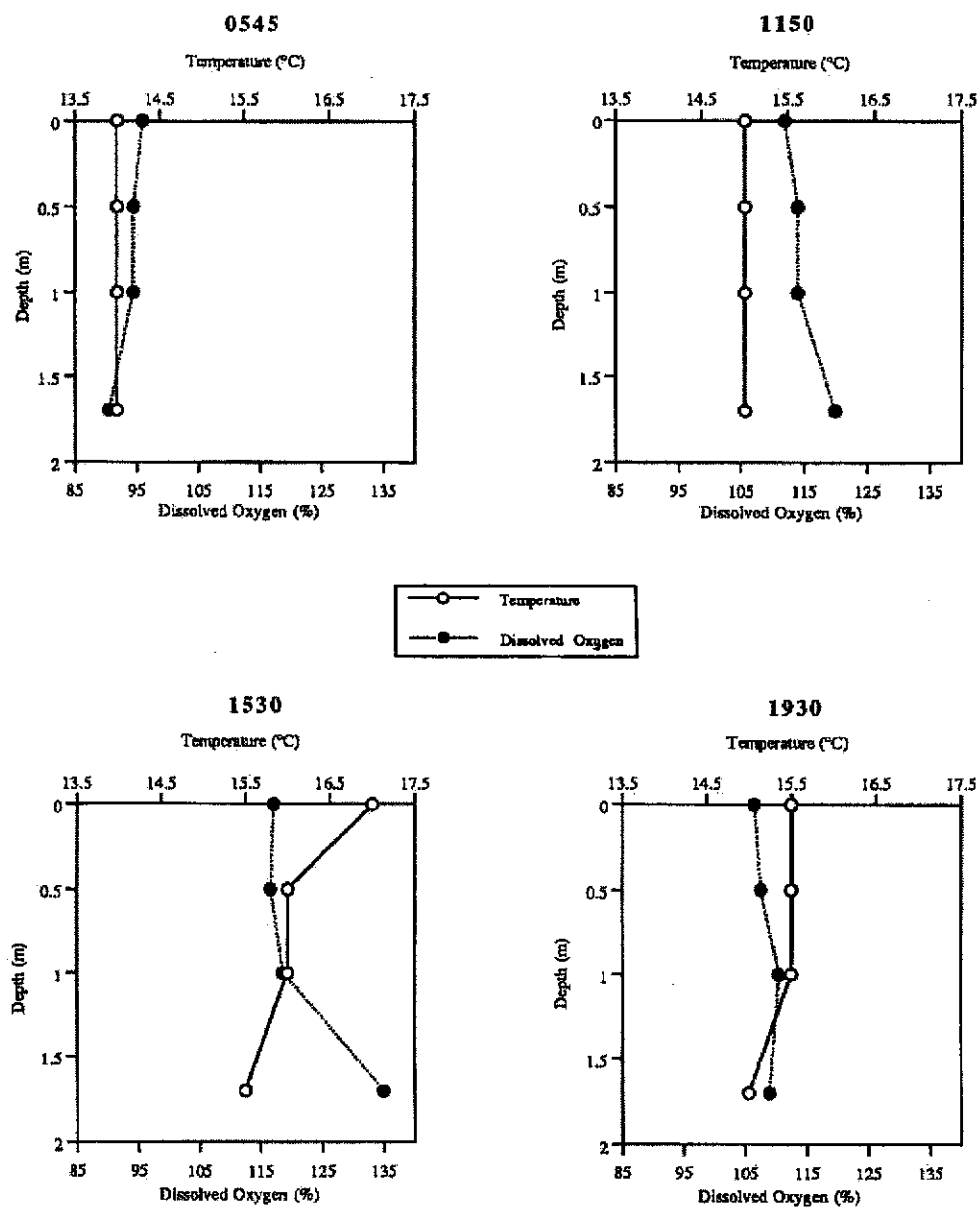 0545
Temperature (°C)
13.5 14.5 15.5 16.5 17.5
0
0.5
1
1.5
2
Depth (m)
85 95 105 115 125 135
Dissolved Oxygen (%)
1150
Temperature (°C)
13.5 14.5 15.5 16.5 17.5
0
0.5
1
1.5
2
Depth (m)
85 95 105 115 125 135
Dissolved Oxygen (%)
Temperature
Dissolved Oxygen
1530
Temperature (°C)
13.5 14.5 15.5 16.5 17.5
0
0.5
1
1.5
2
Depth (m)
85 95 105 115 125 135
Dissolved Oxygen (%)
1930
Temperature (°C)
13.5 14.5 15.5 16.5 17.5
0
0.5
1
1.5
2
Depth (m)
85 95 105 115 125 135
Dissolved Oxygen (%)